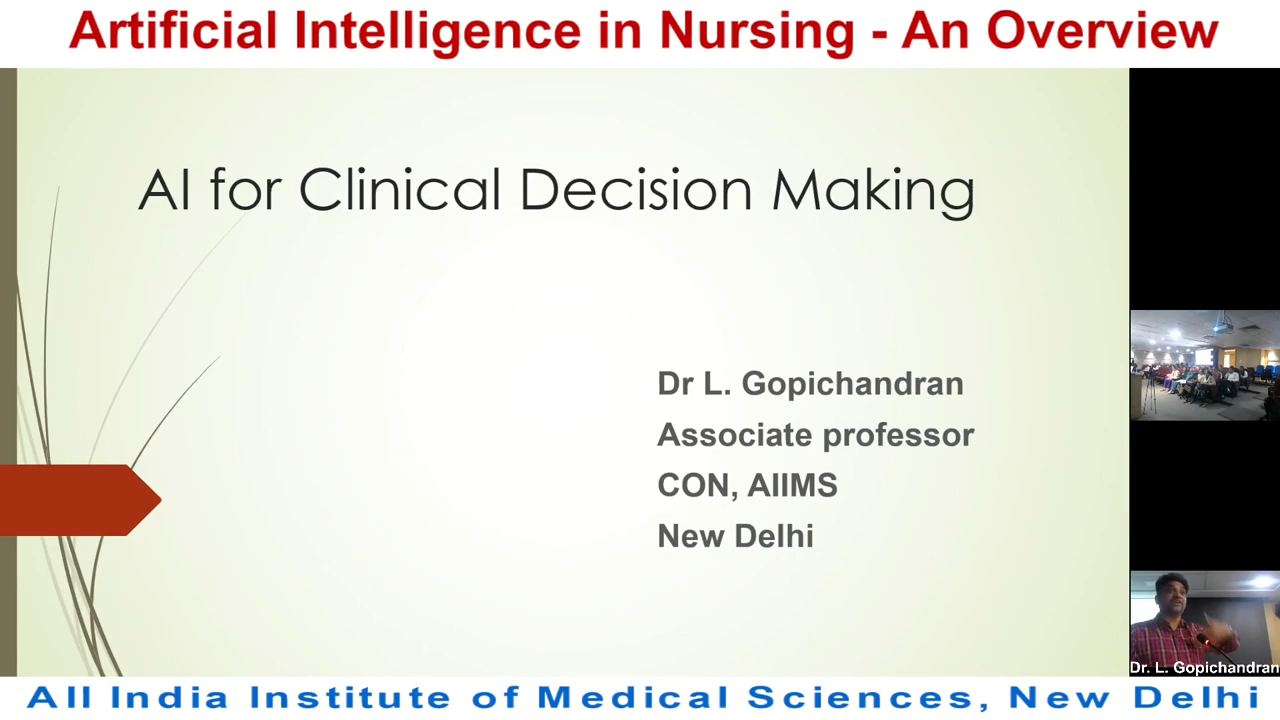 Artificial Intelligence in Nursing - An Overview
AI for Clinical Decision Making
Dr L. Gopichandran
Associate professor
CON, AIIMS
New Delhi
Dr. L. Gopichandran
All India Institute of Medical Sciences, New Delhi